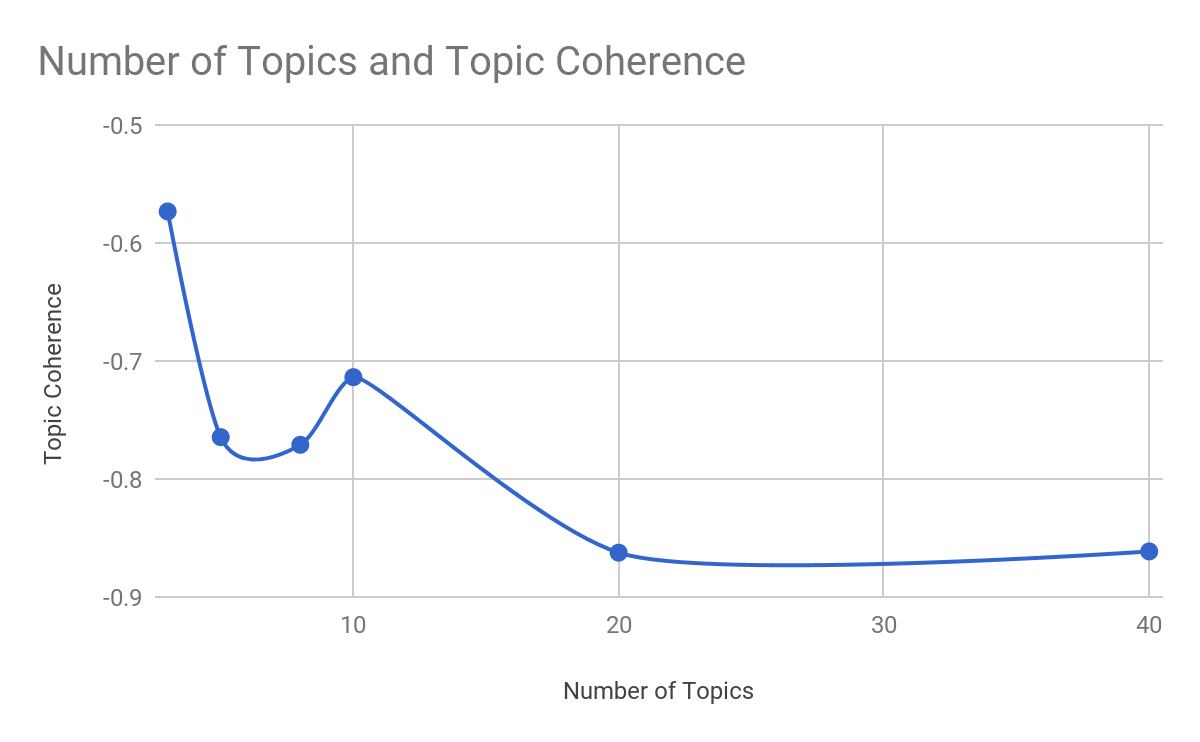 Number of Topics and Topic Coherence
-0.5
-0.6
-0.7
-0.8
-0.9
Topic Coherence
10 20 30 40
Number of Topics